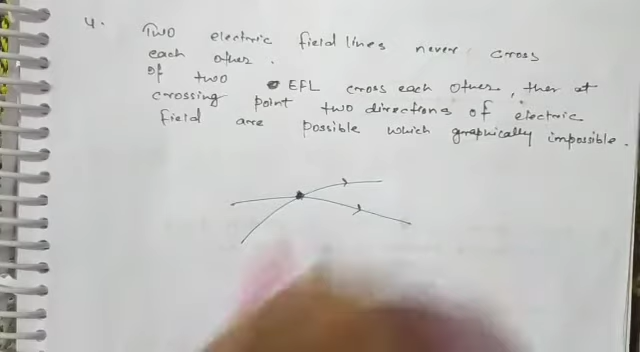 4. Two electric field lines never cross
each other.
of two EFL cross each other, then at
crossing point two directions of electric
field are possible which graphically impossible.